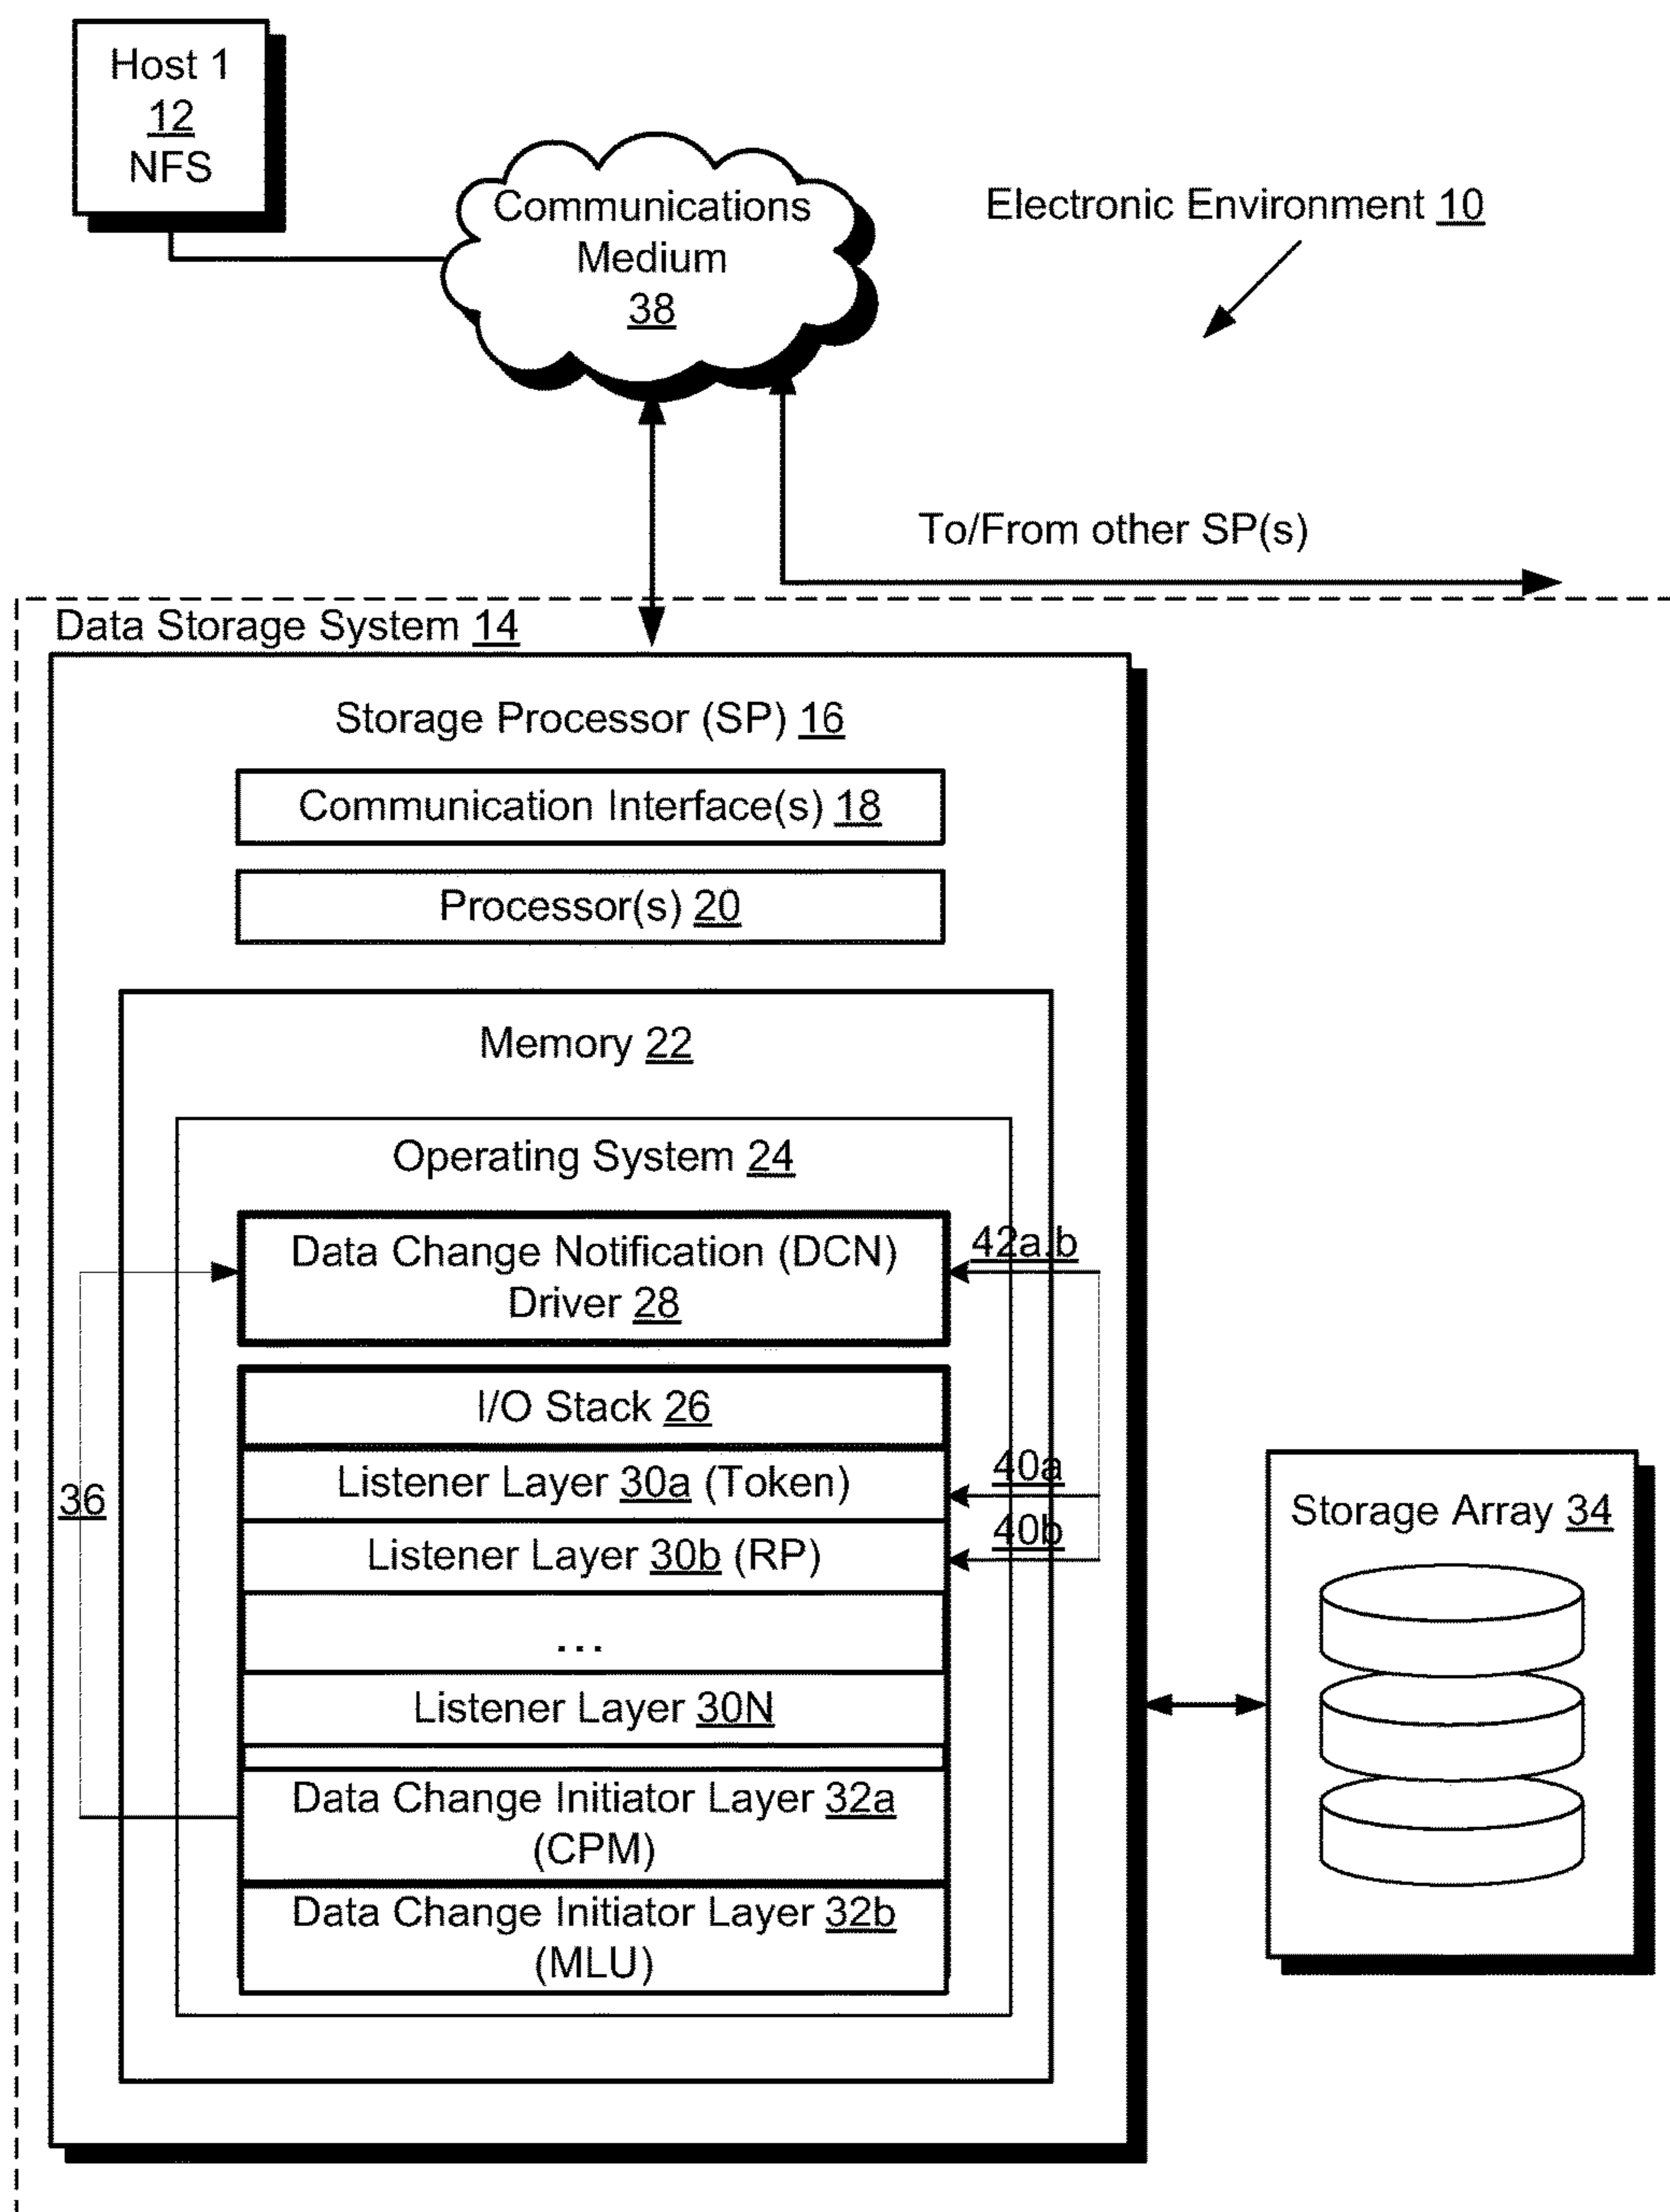 Host 1
12
NFS
Communications
Medium
38
Electronic Environment 10
To/From other SP(s)
Data Storage System 14
Storage Processor (SP) 16
Communication Interface(s) 18
Processor(s) 20
Memory 22
Operating System 24
Data Change Notification (DCN)
Driver 28
42a,b
I/O Stack 26
Listener Layer 30a (Token)
40a
36
Listener Layer 30b (RP)
40b
...
Listener Layer 30N
Data Change Initiator Layer 32a
(CPM)
Data Change Initiator Layer 32b
(MLU)
Storage Array 34